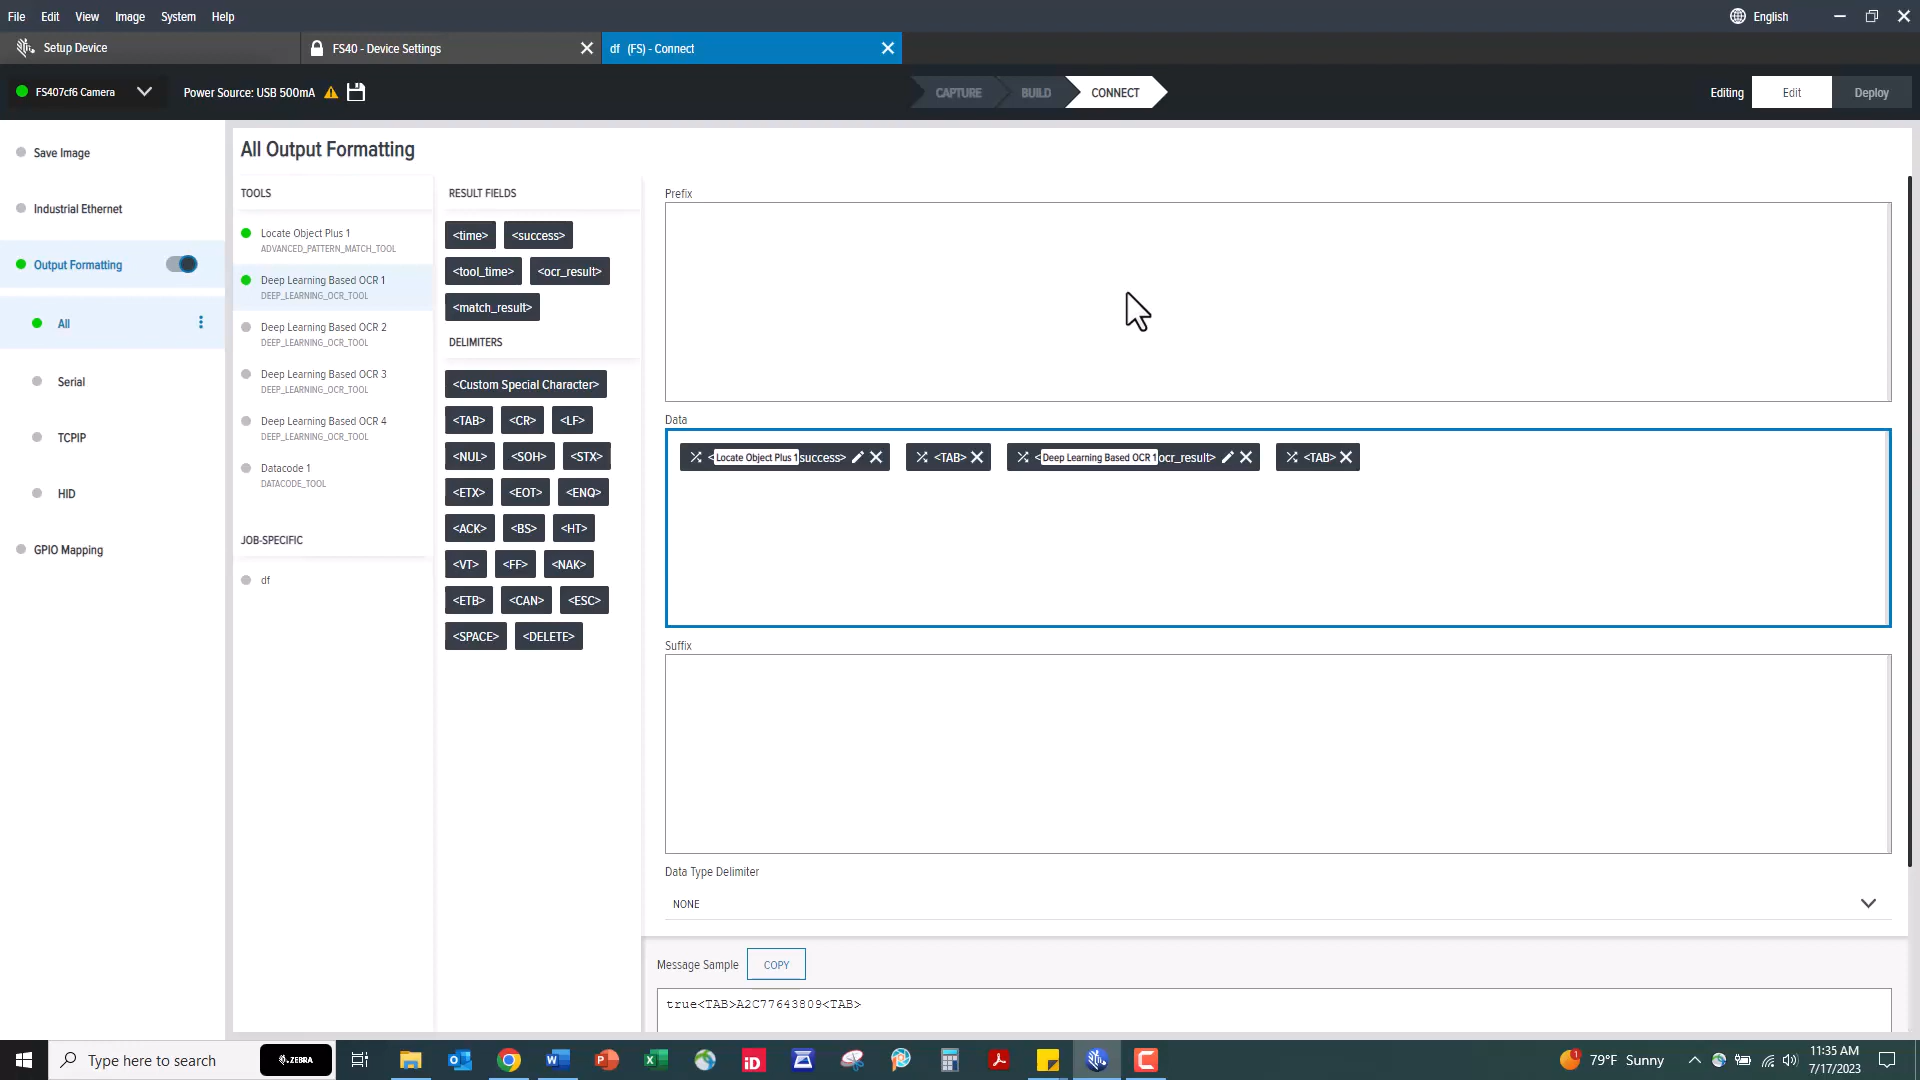 File Edit View Image System Help
English
Setup Device
FS40 - Device Settings
df (FS) - Connect
FS407cf6 Camera
Power Source: USB 500mA
CAPTURE
BUILD
CONNECT
Editing
Edit
Deploy
Save Image
Industrial Ethernet
Output Formatting
All
Serial
TCPIP
HID
GPIO Mapping
All Output Formatting
TOOLS
Locate Object Plus 1
ADVANCED_PATTERN_MATCH_TOOL
Deep Learning Based OCR 1
DEEP_LEARNING_OCR_TOOL
Deep Learning Based OCR 2
DEEP_LEARNING_OCR_TOOL
Deep Learning Based OCR 3
DEEP_LEARNING_OCR_TOOL
Deep Learning Based OCR 4
DEEP_LEARNING_OCR_TOOL
Datacode 1
DATACODE_TOOL
JOB-SPECIFIC
df
RESULT FIELDS
<time> <success>
<tool_time> <ocr_result>
<match_result>
DELIMITERS
<Custom Special Character>
<TAB> <CR> <LF>
<NUL> <SOH> <STX>
<ETX> <EOT> <ENQ>
<ACK> <BS> <HT>
<VT> <FF> <NAK>
<ETB> <CAN> <ESC>
<SPACE> <DELETE>
Prefix
Data
<Locate Object Plus 1 success> <TAB> <Deep Learning Based OCR 1 ocr_result> <TAB>
Suffix
Data Type Delimiter
NONE
Message Sample
COPY
true<TAB>A2C77643809<TAB>
Type here to search
ZEBRA
iD
1
79°F Sunny
11:35 AM
7/17/2023